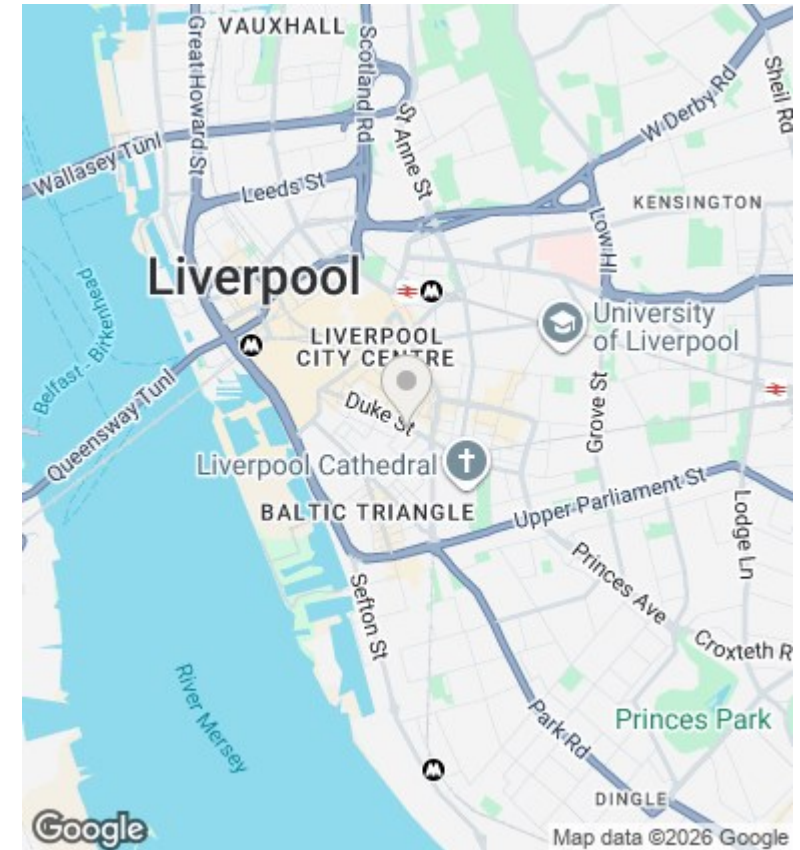 VAUXHALL
Great Howard St
Scotland Rd
St Anne St
W Derby Rd
Sheil Rd
Wallasey Tunl
Leeds St
KENSINGTON
Low Hill
Liverpool
Belfast - Birkenhead
LIVERPOOL
CITY CENTRE
University
of Liverpool
Queensway Tunl
Duke St
Grove St
Liverpool Cathedral
BALTIC TRIANGLE
Upper Parliament St
Lodge Ln
Sefton St
Princes Ave
Croxteth R
River Mersey
Park Rd
Princes Park
DINGLE
Google
Map data ©2026 Google